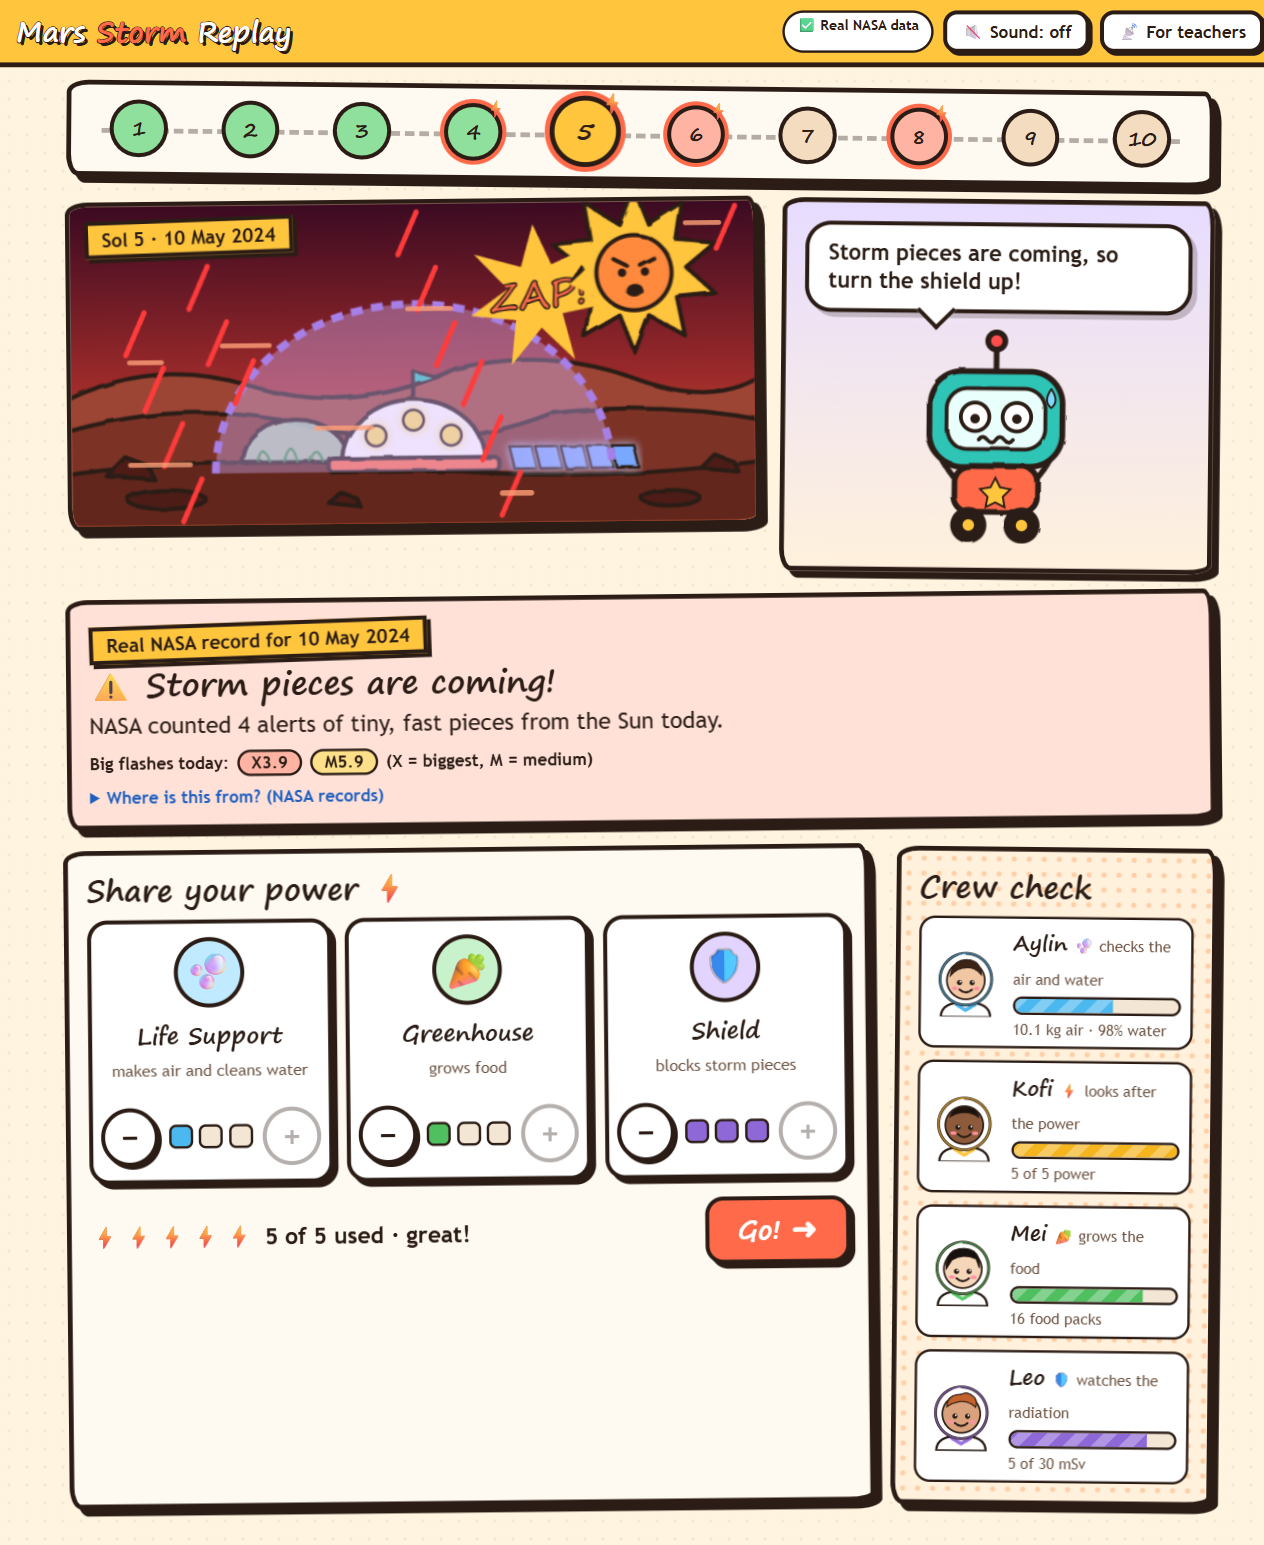 Mars Storm Replay
Real NASA data
Sound: off
For teachers
1 2 3 4 5 6 7 8 9 10
Sol 5 · 10 May 2024
ZAP!
Storm pieces are coming, so
turn the shield up!
Real NASA record for 10 May 2024
Storm pieces are coming!
NASA counted 4 alerts of tiny, fast pieces from the Sun today.
Big flashes today: X3.9 M5.9 (X = biggest, M = medium)
Where is this from? (NASA records)
Share your power
Life Support
makes air and cleans water
− +
Greenhouse
grows food
− +
Shield
blocks storm pieces
− +
5 of 5 used · great!
Go! ➜
Crew check
Aylin checks the
air and water
10.1 kg air · 98% water
Kofi looks after
the power
5 of 5 power
Mei grows the
food
16 food packs
Leo watches the
radiation
5 of 30 mSv